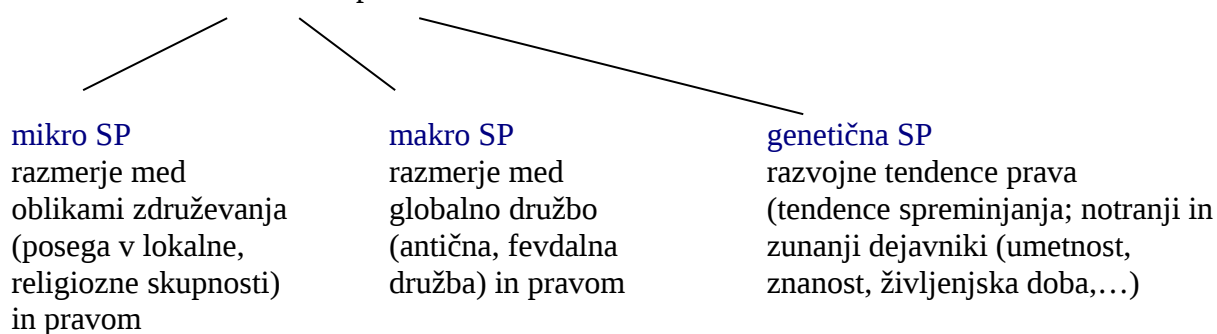 mikro SP
razmerje med
oblikami združevanja
(posega v lokalne,
religiozne skupnosti)
in pravom
makro SP
razmerje med
globalno družbo
(antična, fevdalna
družba) in pravom
genetična SP
razvojne tendence prava
(tendence spreminjanja; notranji in
zunanji dejavniki (umetnost,
znanost, življenjska doba,…)